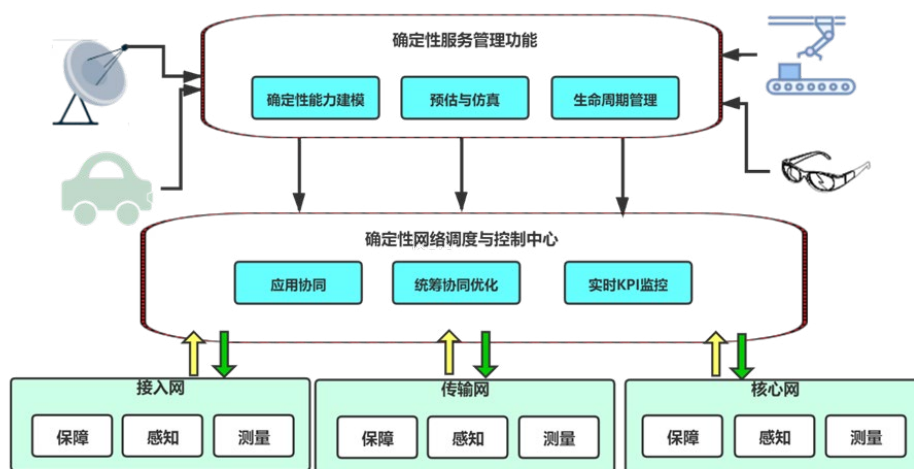 确定性服务管理功能
确定性能力建模
预估与仿真
生命周期管理
确定性网络调度与控制中心
应用协同
统筹协同优化
实时KPI监控
接入网
传输网
核心网
保障
感知
测量
保障
感知
测量
保障
感知
测量